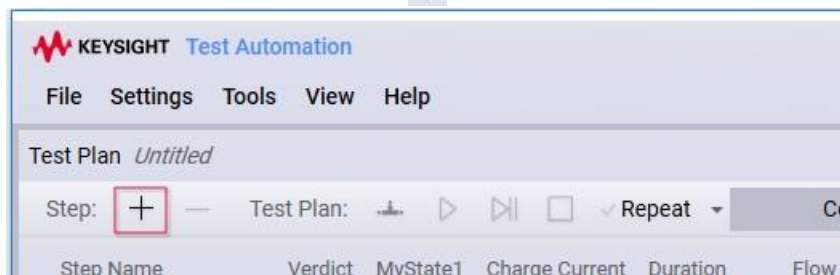 KEYSIGHT Test Automation
File Settings Tools View Help
Test Plan Untitled
Step: Test Plan: Repeat
Step Name Verdict MyState1 Charge Current Duration Flow